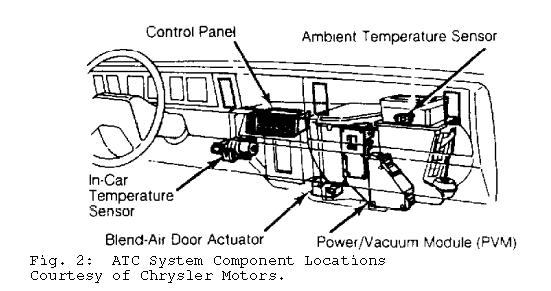 Control Panel
Ambient Temperature Sensor
In-Car
Temperature
Sensor
Blend-Air Door Actuator
Power/Vacuum Module (PVM)
Fig. 2:  ATC System Component Locations
Courtesy of Chrysler Motors.